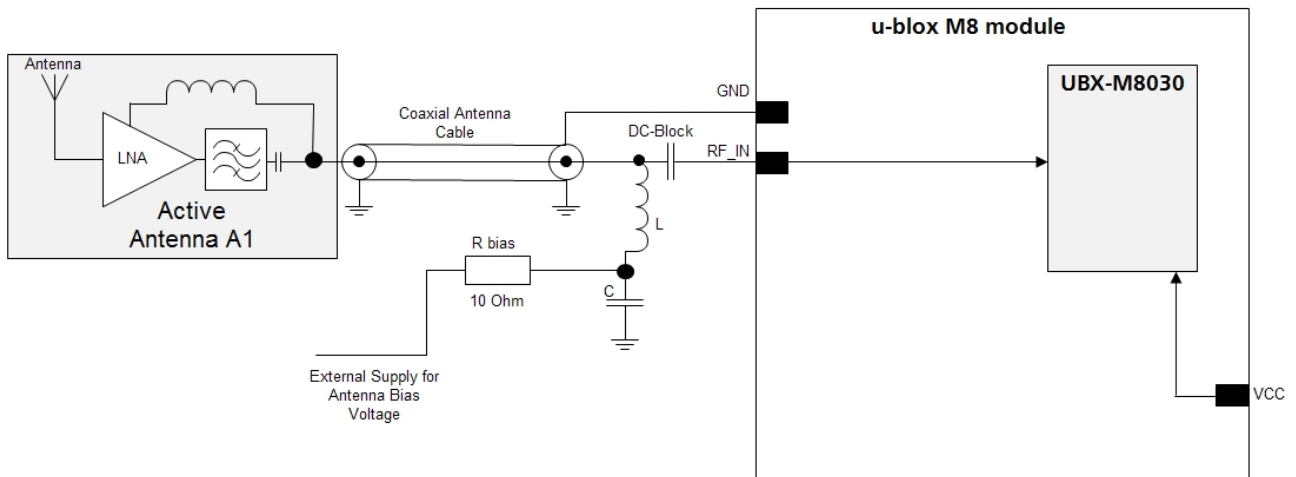 u-blox M8 module
Antenna
LNA
Active
Antenna A1
Coaxial Antenna
Cable
GND
DC-Block
RF_IN
UBX-M8030
L
R bias
10 Ohm
C
External Supply for
Antenna Bias
Voltage
VCC